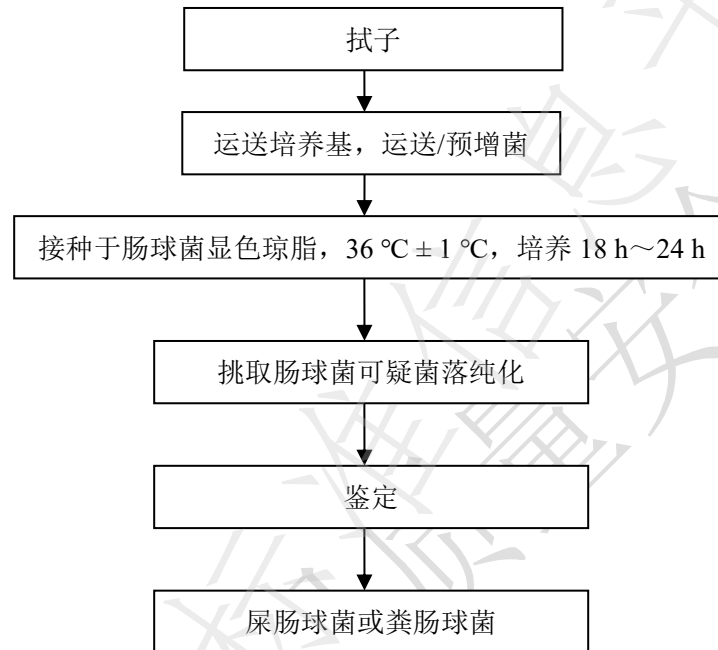 拭子
运送培养基，运送/预增菌
接种于肠球菌显色琼脂，36 ℃ ± 1 ℃，培养 18 h～24 h
挑取肠球菌可疑菌落纯化
鉴定
屎肠球菌或粪肠球菌